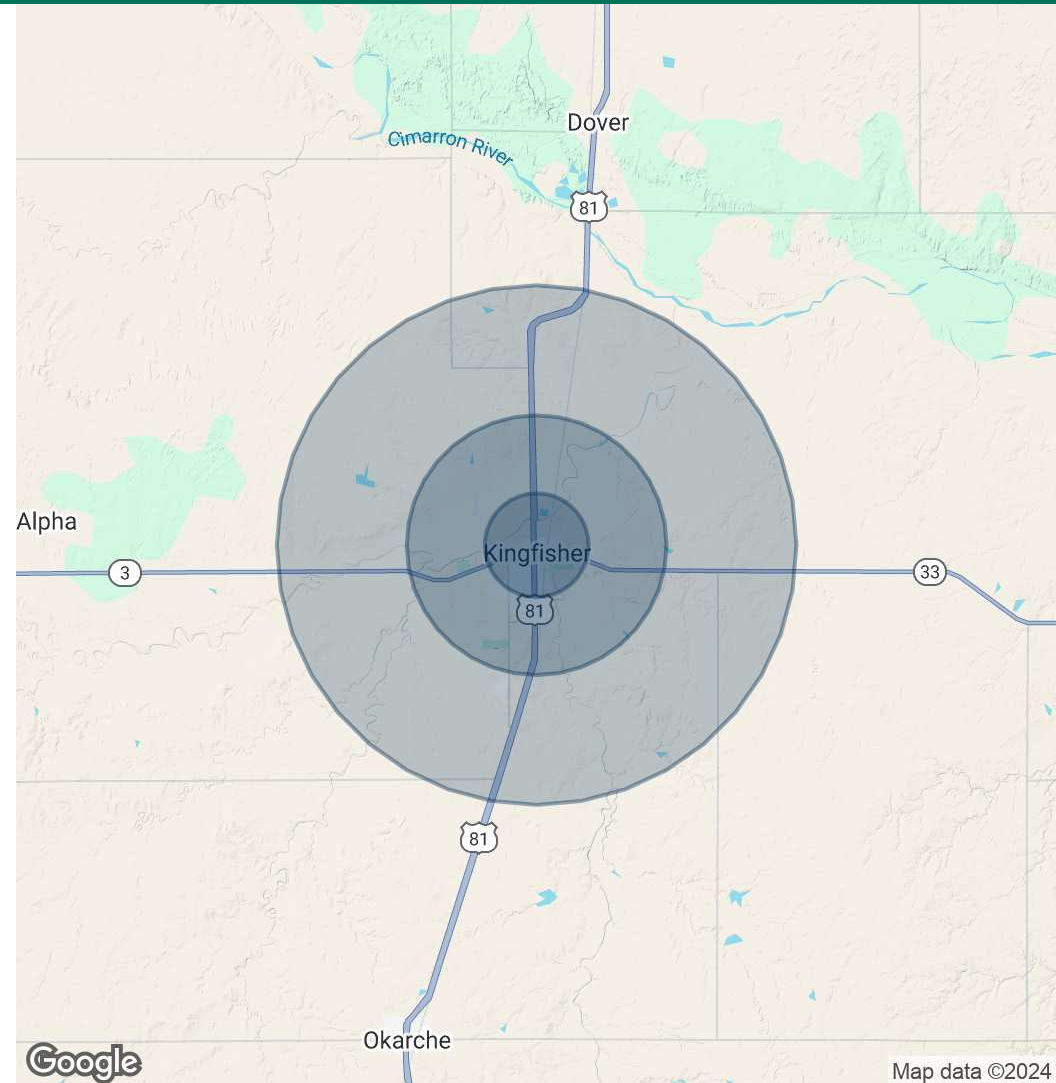 Dover
Cimarron River
81
Alpha
Kingfisher
3
33
81
81
Okarche
Google
Map data ©2024